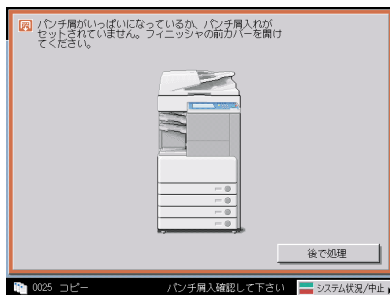 パンチ屑がいっぱいになっているか、パンチ屑入れが
セットされていません。フィニッシャの前カバーを開け
てください。
後で処理
0025 コピー
パンチ屑入確認して下さい
システム状況/中止